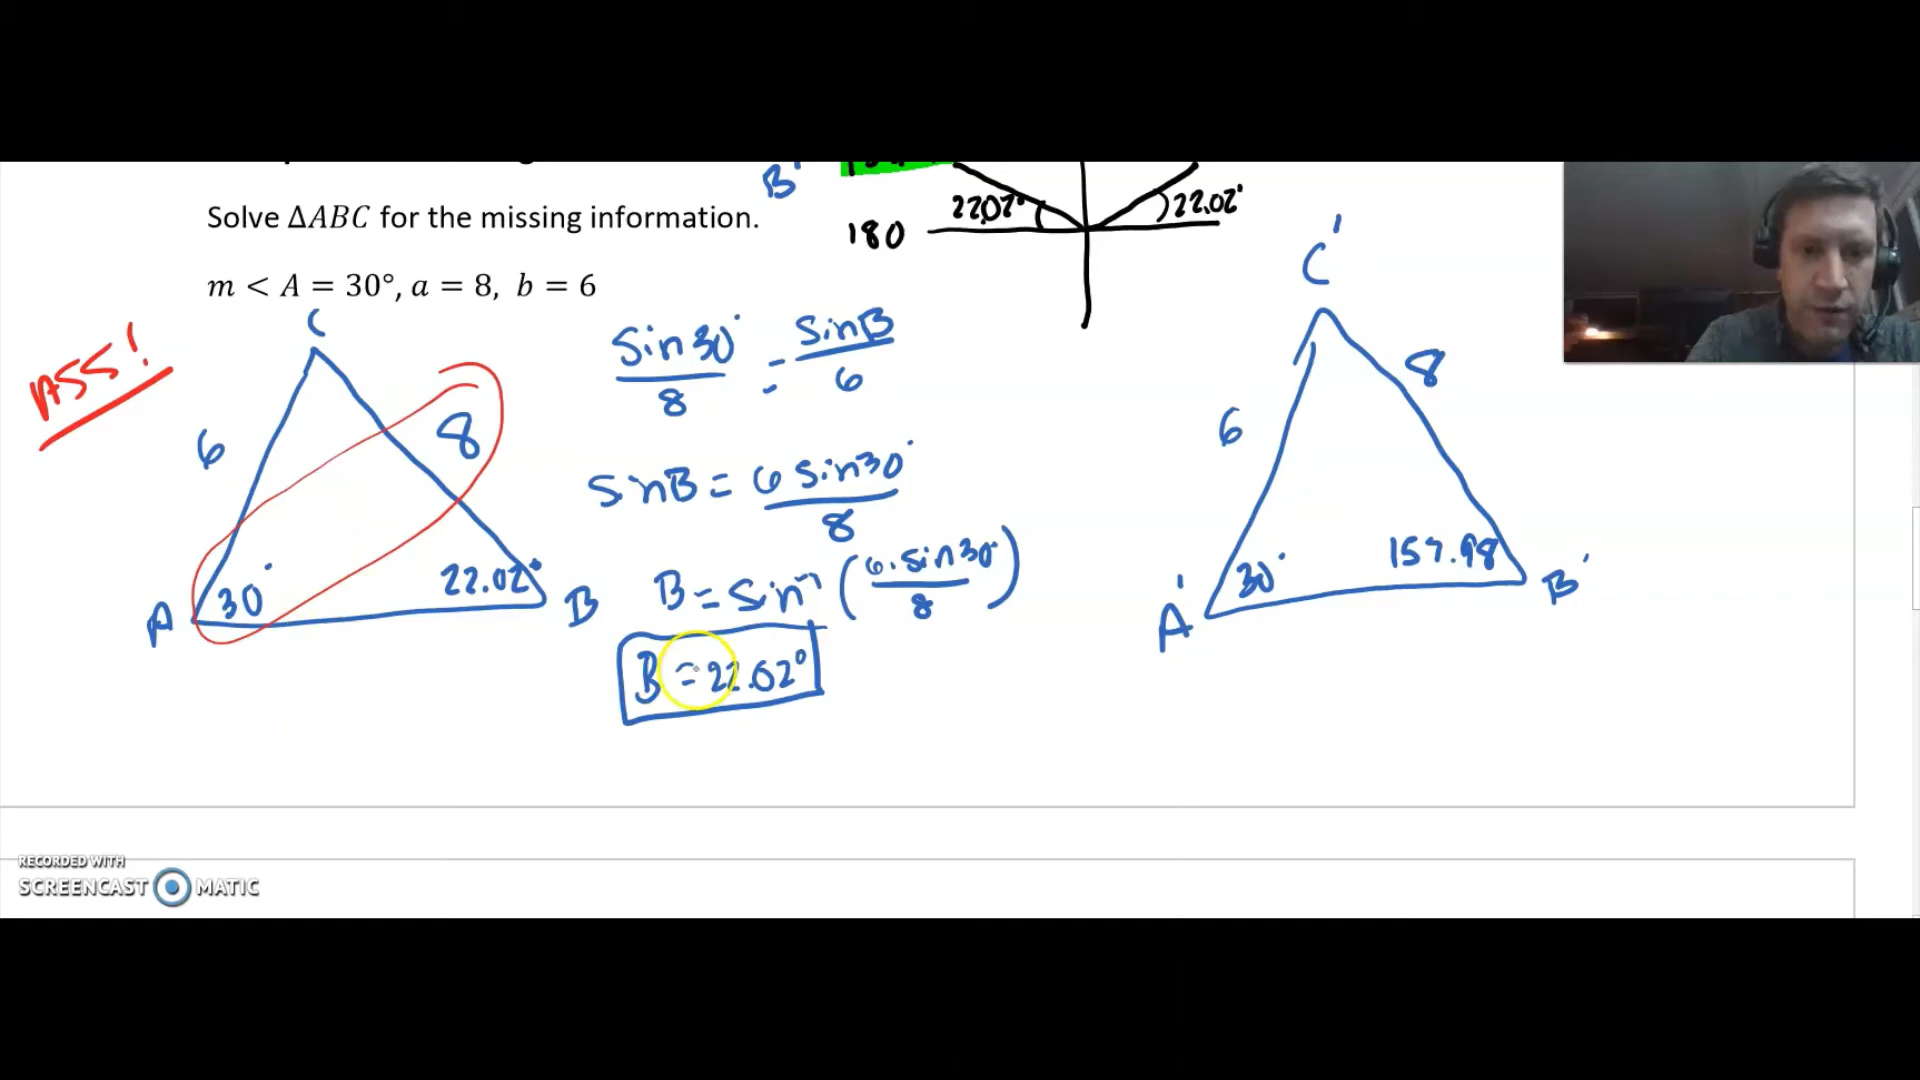 B'
Solve ΔABC for the missing information.
22.02°
22.02°
180
m < A = 30°, a = 8, b = 6
ASS!
C
6
8
A
30°
22.02°
B
sin 30° / 8 = sin B / 6
sin B = 6 sin 30° / 8
B = sin⁻¹ (6 · sin 30° / 8)
B = 22.02°
C'
6
8
A'
30°
157.98
B'
RECORDED WITH
SCREENCAST MATIC